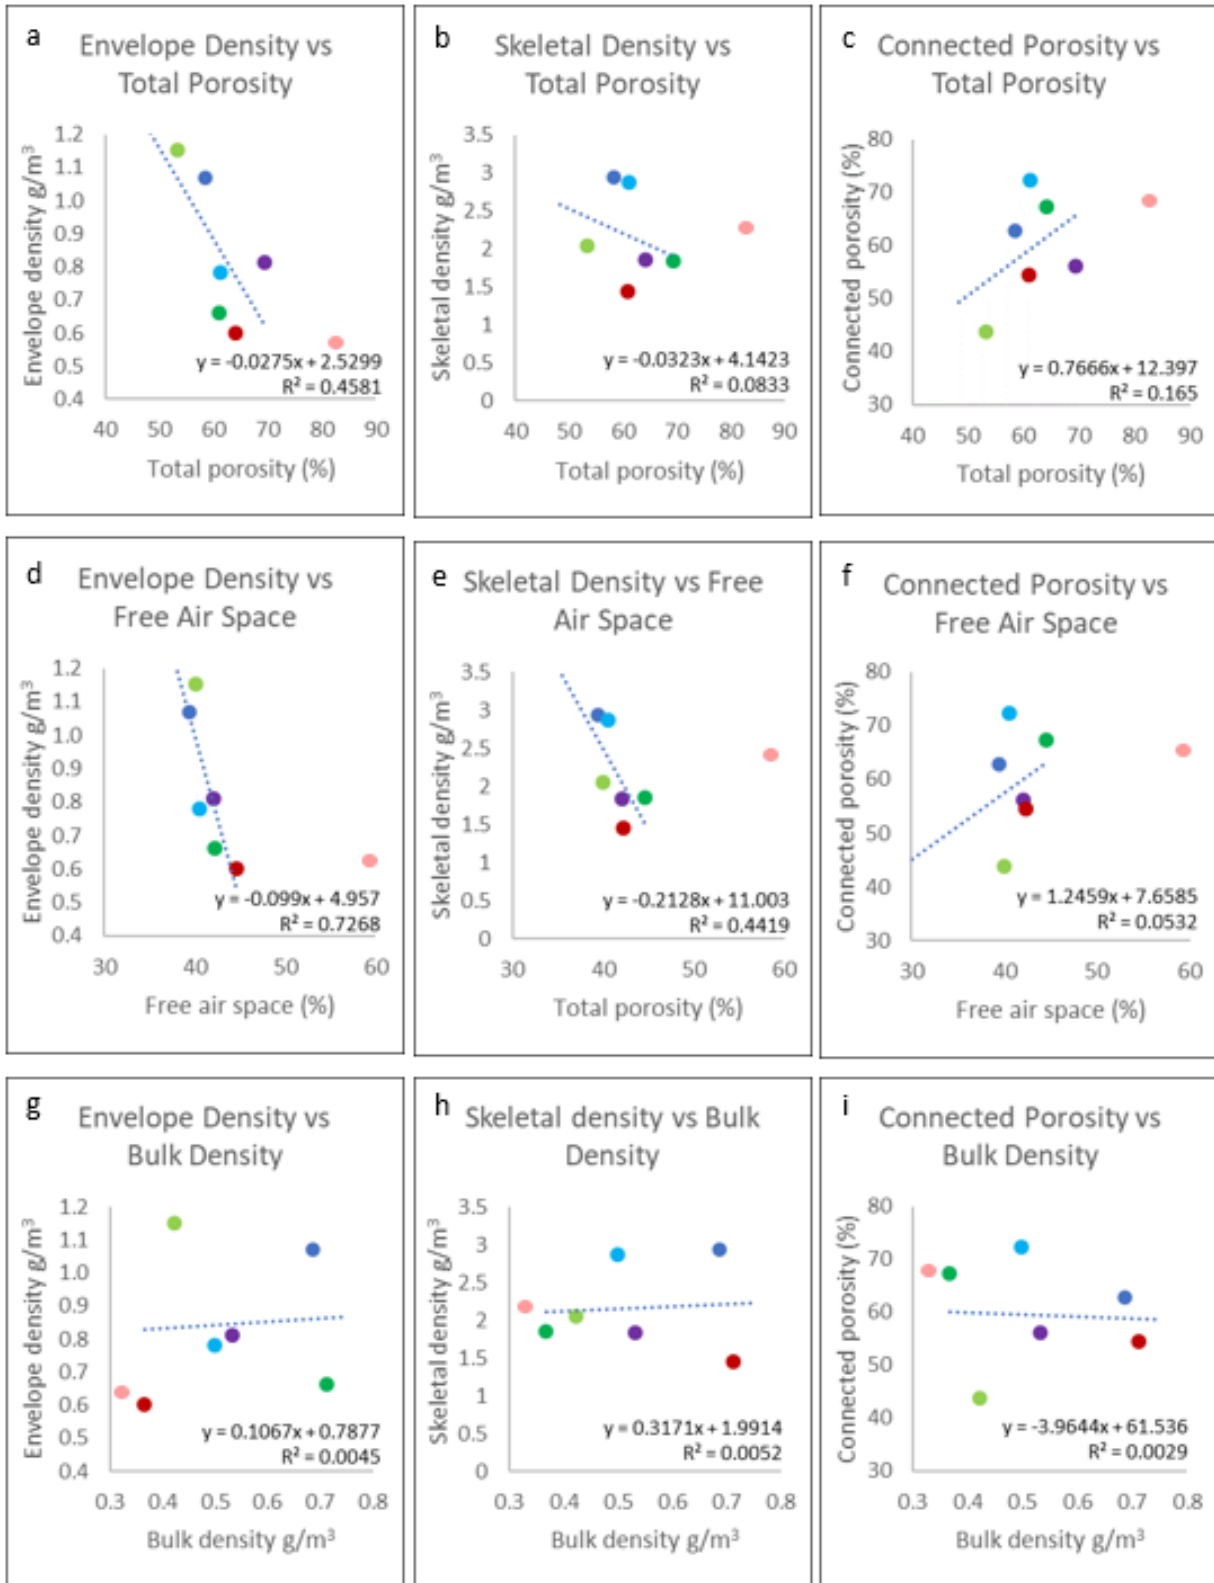 a
Envelope Density vs
Total Porosity
Envelope density g/m³
1.2
1.1
1.0
0.9
0.8
0.7
0.6
0.5
0.4
y = -0.0275x + 2.5299
R² = 0.4581
40 50 60 70 80 90
Total porosity (%)
b
Skeletal Density vs
Total Porosity
Skeletal density g/m³
3.5
3
2.5
2
1.5
1
0.5
0
y = -0.0323x + 4.1423
R² = 0.0833
40 50 60 70 80 90
Total porosity (%)
c
Connected Porosity vs
Total Porosity
Connected porosity (%)
80
70
60
50
40
30
y = 0.7666x + 12.397
R² = 0.165
40 50 60 70 80 90
Total porosity (%)
d
Envelope Density vs
Free Air Space
Envelope density g/m³
1.2
1.1
1.0
0.9
0.8
0.7
0.6
0.5
0.4
y = -0.099x + 4.957
R² = 0.7268
30 40 50 60
Free air space (%)
e
Skeletal Density vs Free
Air Space
Skeletal density g/m³
3.5
3
2.5
2
1.5
1
0.5
0
y = -0.2128x + 11.003
R² = 0.4419
30 40 50 60
Total porosity (%)
f
Connected Porosity vs
Free Air Space
Connected porosity (%)
80
70
60
50
40
30
y = 1.2459x + 7.6585
R² = 0.0532
30 40 50 60
Free air space (%)
g
Envelope Density vs
Bulk Density
Envelope density g/m³
1.2
1.1
1.0
0.9
0.8
0.7
0.6
0.5
0.4
y = 0.1067x + 0.7877
R² = 0.0045
0.3 0.4 0.5 0.6 0.7 0.8
Bulk density g/m³
h
Skeletal density vs Bulk
Density
Skeletal density g/m³
3.5
3
2.5
2
1.5
1
0.5
0
y = 0.3171x + 1.9914
R² = 0.0052
0.3 0.4 0.5 0.6 0.7 0.8
Bulk density g/m³
i
Connected Porosity vs
Bulk Density
Connected porosity (%)
80
70
60
50
40
30
y = -3.9644x + 61.536
R² = 0.0029
0.3 0.4 0.5 0.6 0.7 0.8
Bulk density g/m³